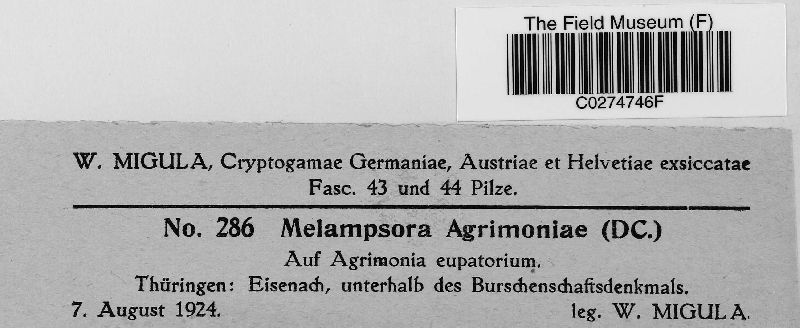 The Field Museum (F)
C0274746F
W. MIGULA, Cryptogamae Germaniae, Austriae et Helvetiae exsiccatae
Fasc. 43 und 44 Pilze.
No. 286 Melampsora Agrimoniae (DC.)
Auf Agrimonia eupatorium.
Thüringen: Eisenach, unterhalb des Burschenschaftsdenkmals.
7. August 1924. leg. W. MIGULA.